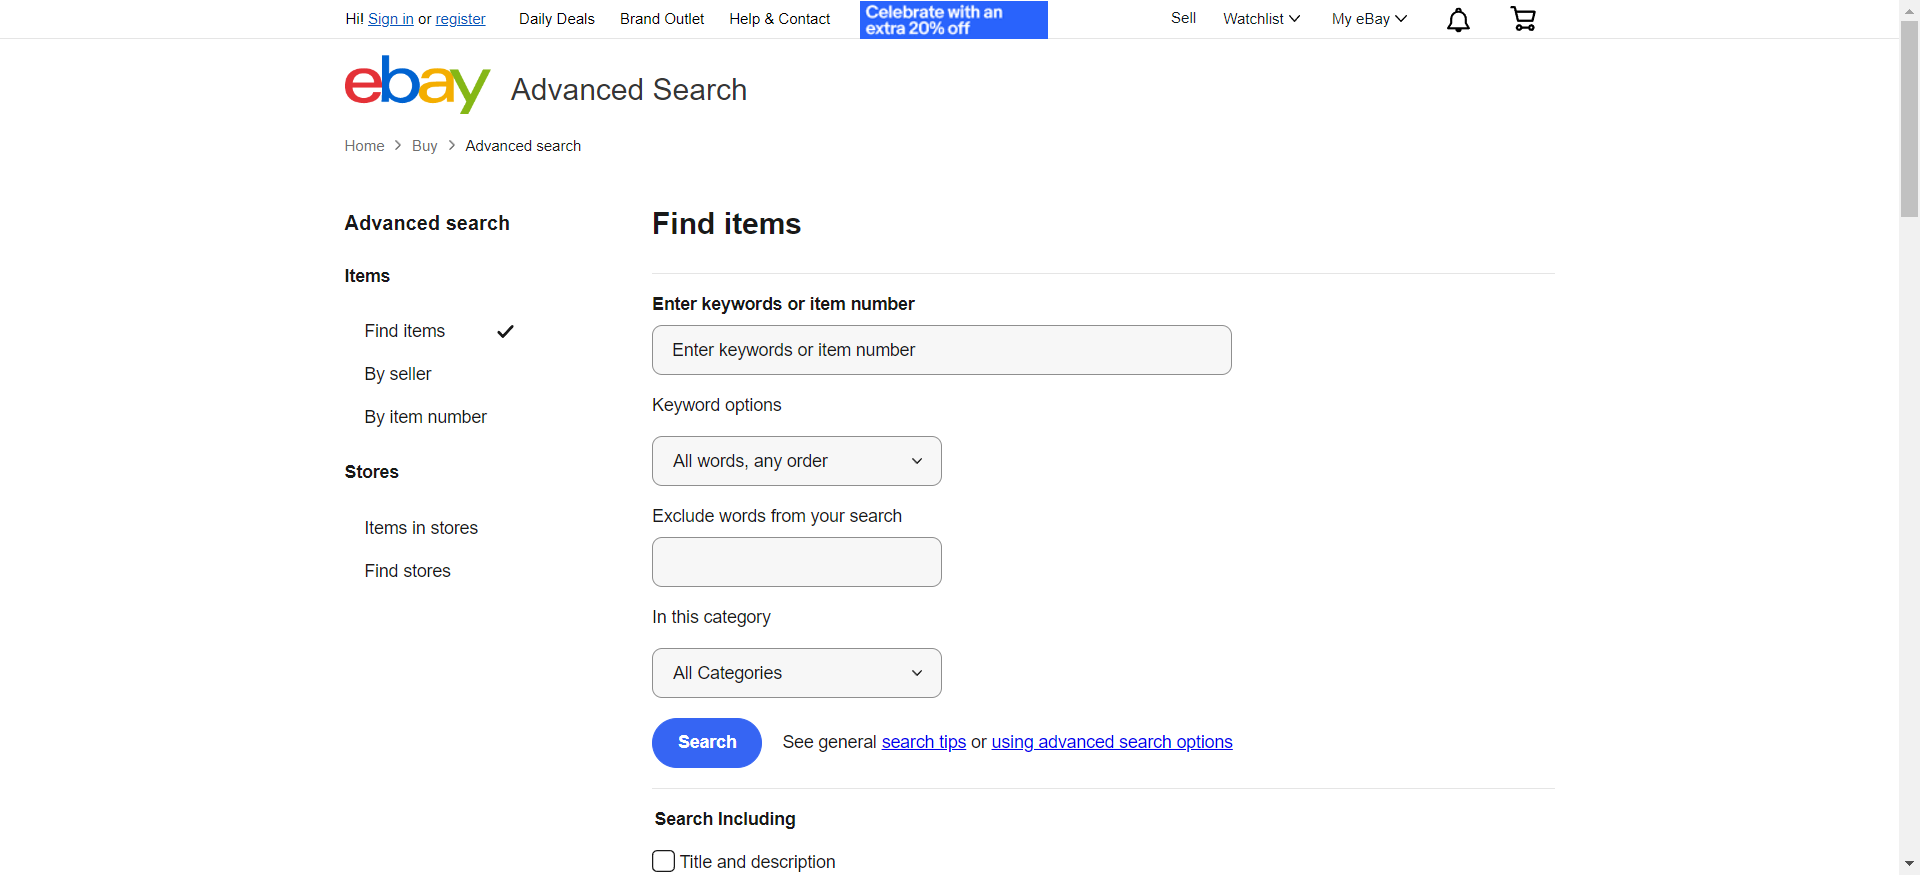 Hi! Sign in or register
Daily Deals
Brand Outlet
Help & Contact
Celebrate with an
extra 20% off
Sell
Watchlist
My eBay
ebay
Advanced Search
Home
Buy
Advanced search
Advanced search
Items
Find items
By seller
By item number
Stores
Items in stores
Find stores
Find items
Enter keywords or item number
Enter keywords or item number
Keyword options
All words, any order
Exclude words from your search
In this category
All Categories
Search
See general search tips or using advanced search options
Search Including
Title and description